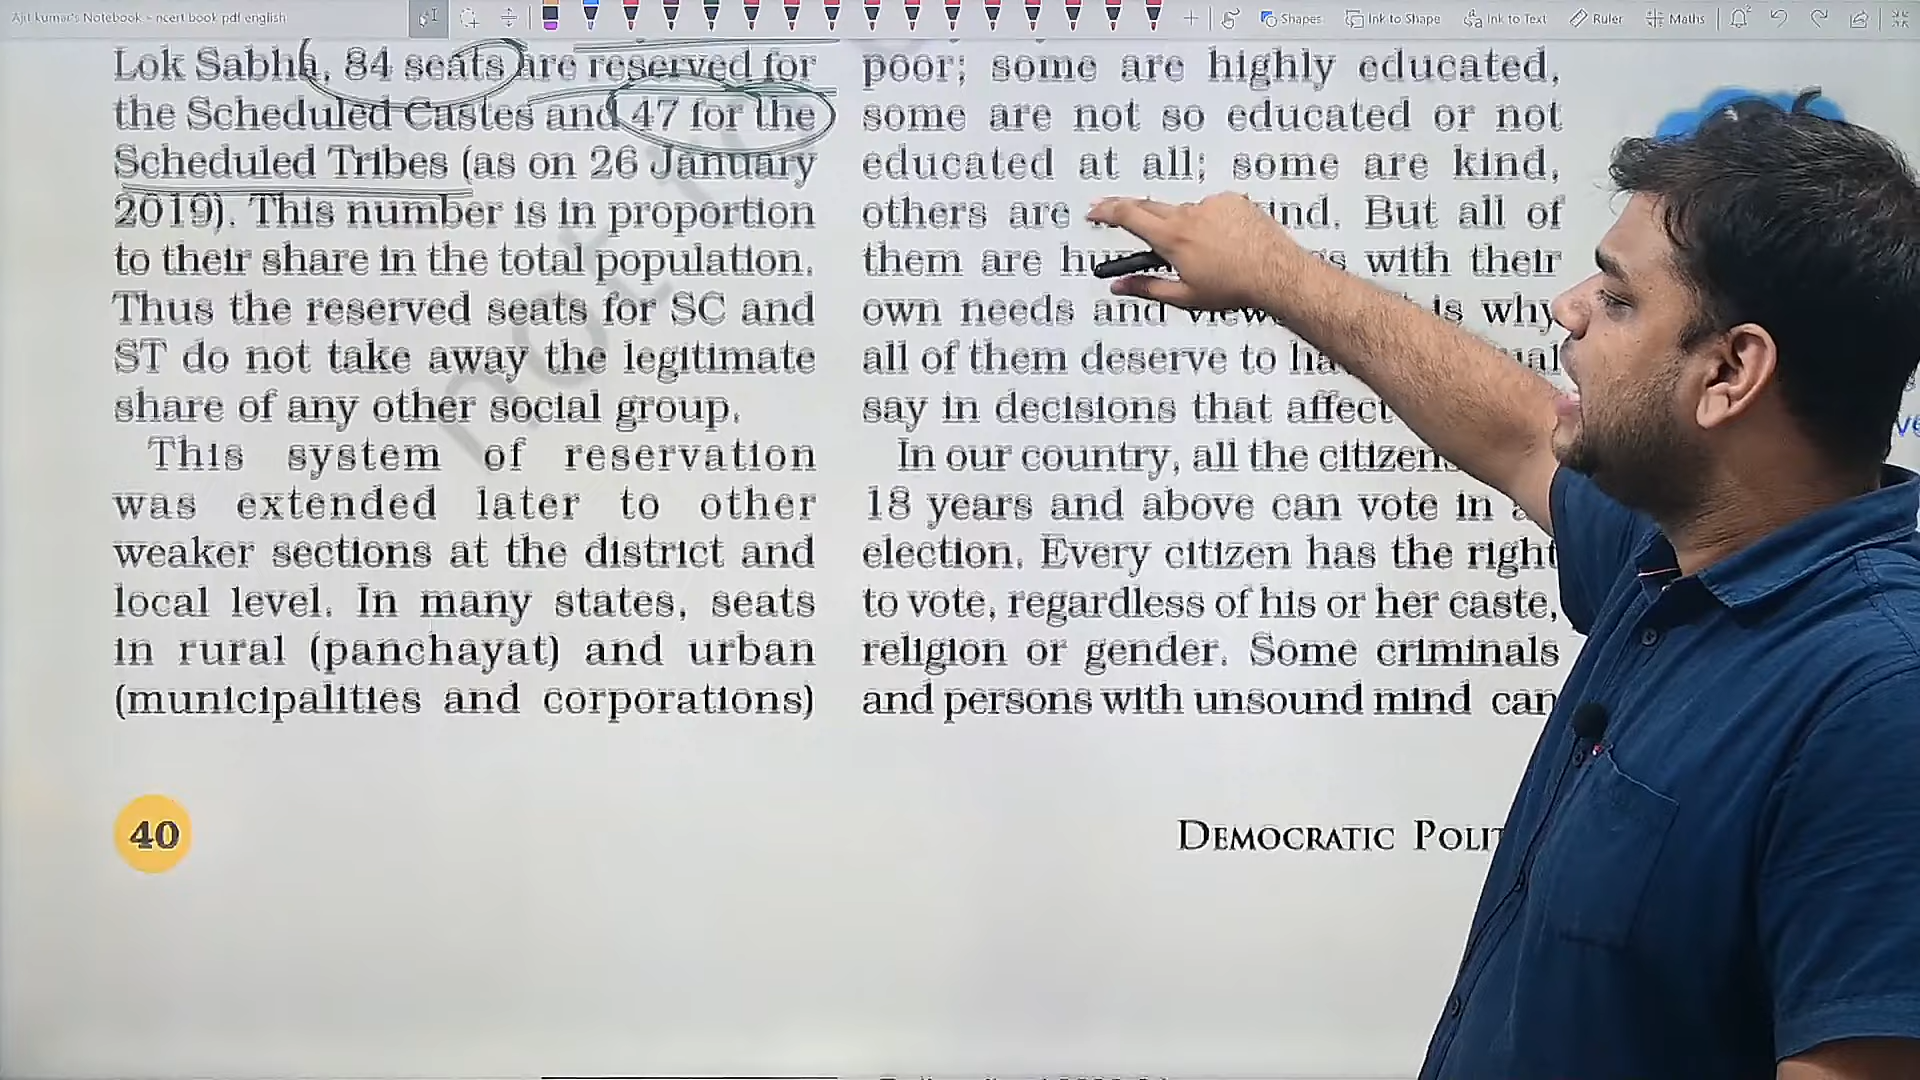 Ajit kumar's Notebook - ncert book pdf english
Shapes
Ink to Shape
Ink to Text
Ruler
Maths
Lok Sabha, 84 seats are reserved for
the Scheduled Castes and 47 for the
Scheduled Tribes (as on 26 January
2019). This number is in proportion
to their share in the total population.
Thus the reserved seats for SC and
ST do not take away the legitimate
share of any other social group.
This system of reservation
was extended later to other
weaker sections at the district and
local level. In many states, seats
in rural (panchayat) and urban
(municipalities and corporations)
poor; some are highly educated,
some are not so educated or not
educated at all; some are kind,
others are kind. But all of
them are with their
own needs and is why
all of them deserve to
say in decisions that affect
In our country, all the
18 years and above can vote in
election. Every citizen has the right
to vote, regardless of his or her caste,
religion or gender. Some criminals
and persons with unsound mind can
40
DEMOCRATIC
not